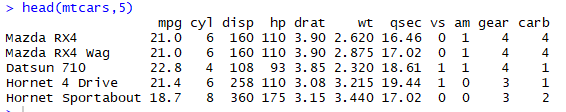 > head(mtcars,5)
                   mpg cyl disp  hp drat    wt  qsec vs am gear carb
Mazda RX4         21.0   6  160 110 3.90 2.620 16.46  0  1    4    4
Mazda RX4 Wag     21.0   6  160 110 3.90 2.875 17.02  0  1    4    4
Datsun 710        22.8   4  108  93 3.85 2.320 18.61  1  1    4    1
Hornet 4 Drive    21.4   6  258 110 3.08 3.215 19.44  1  0    3    1
Hornet Sportabout 18.7   8  360 175 3.15 3.440 17.02  0  0    3    2